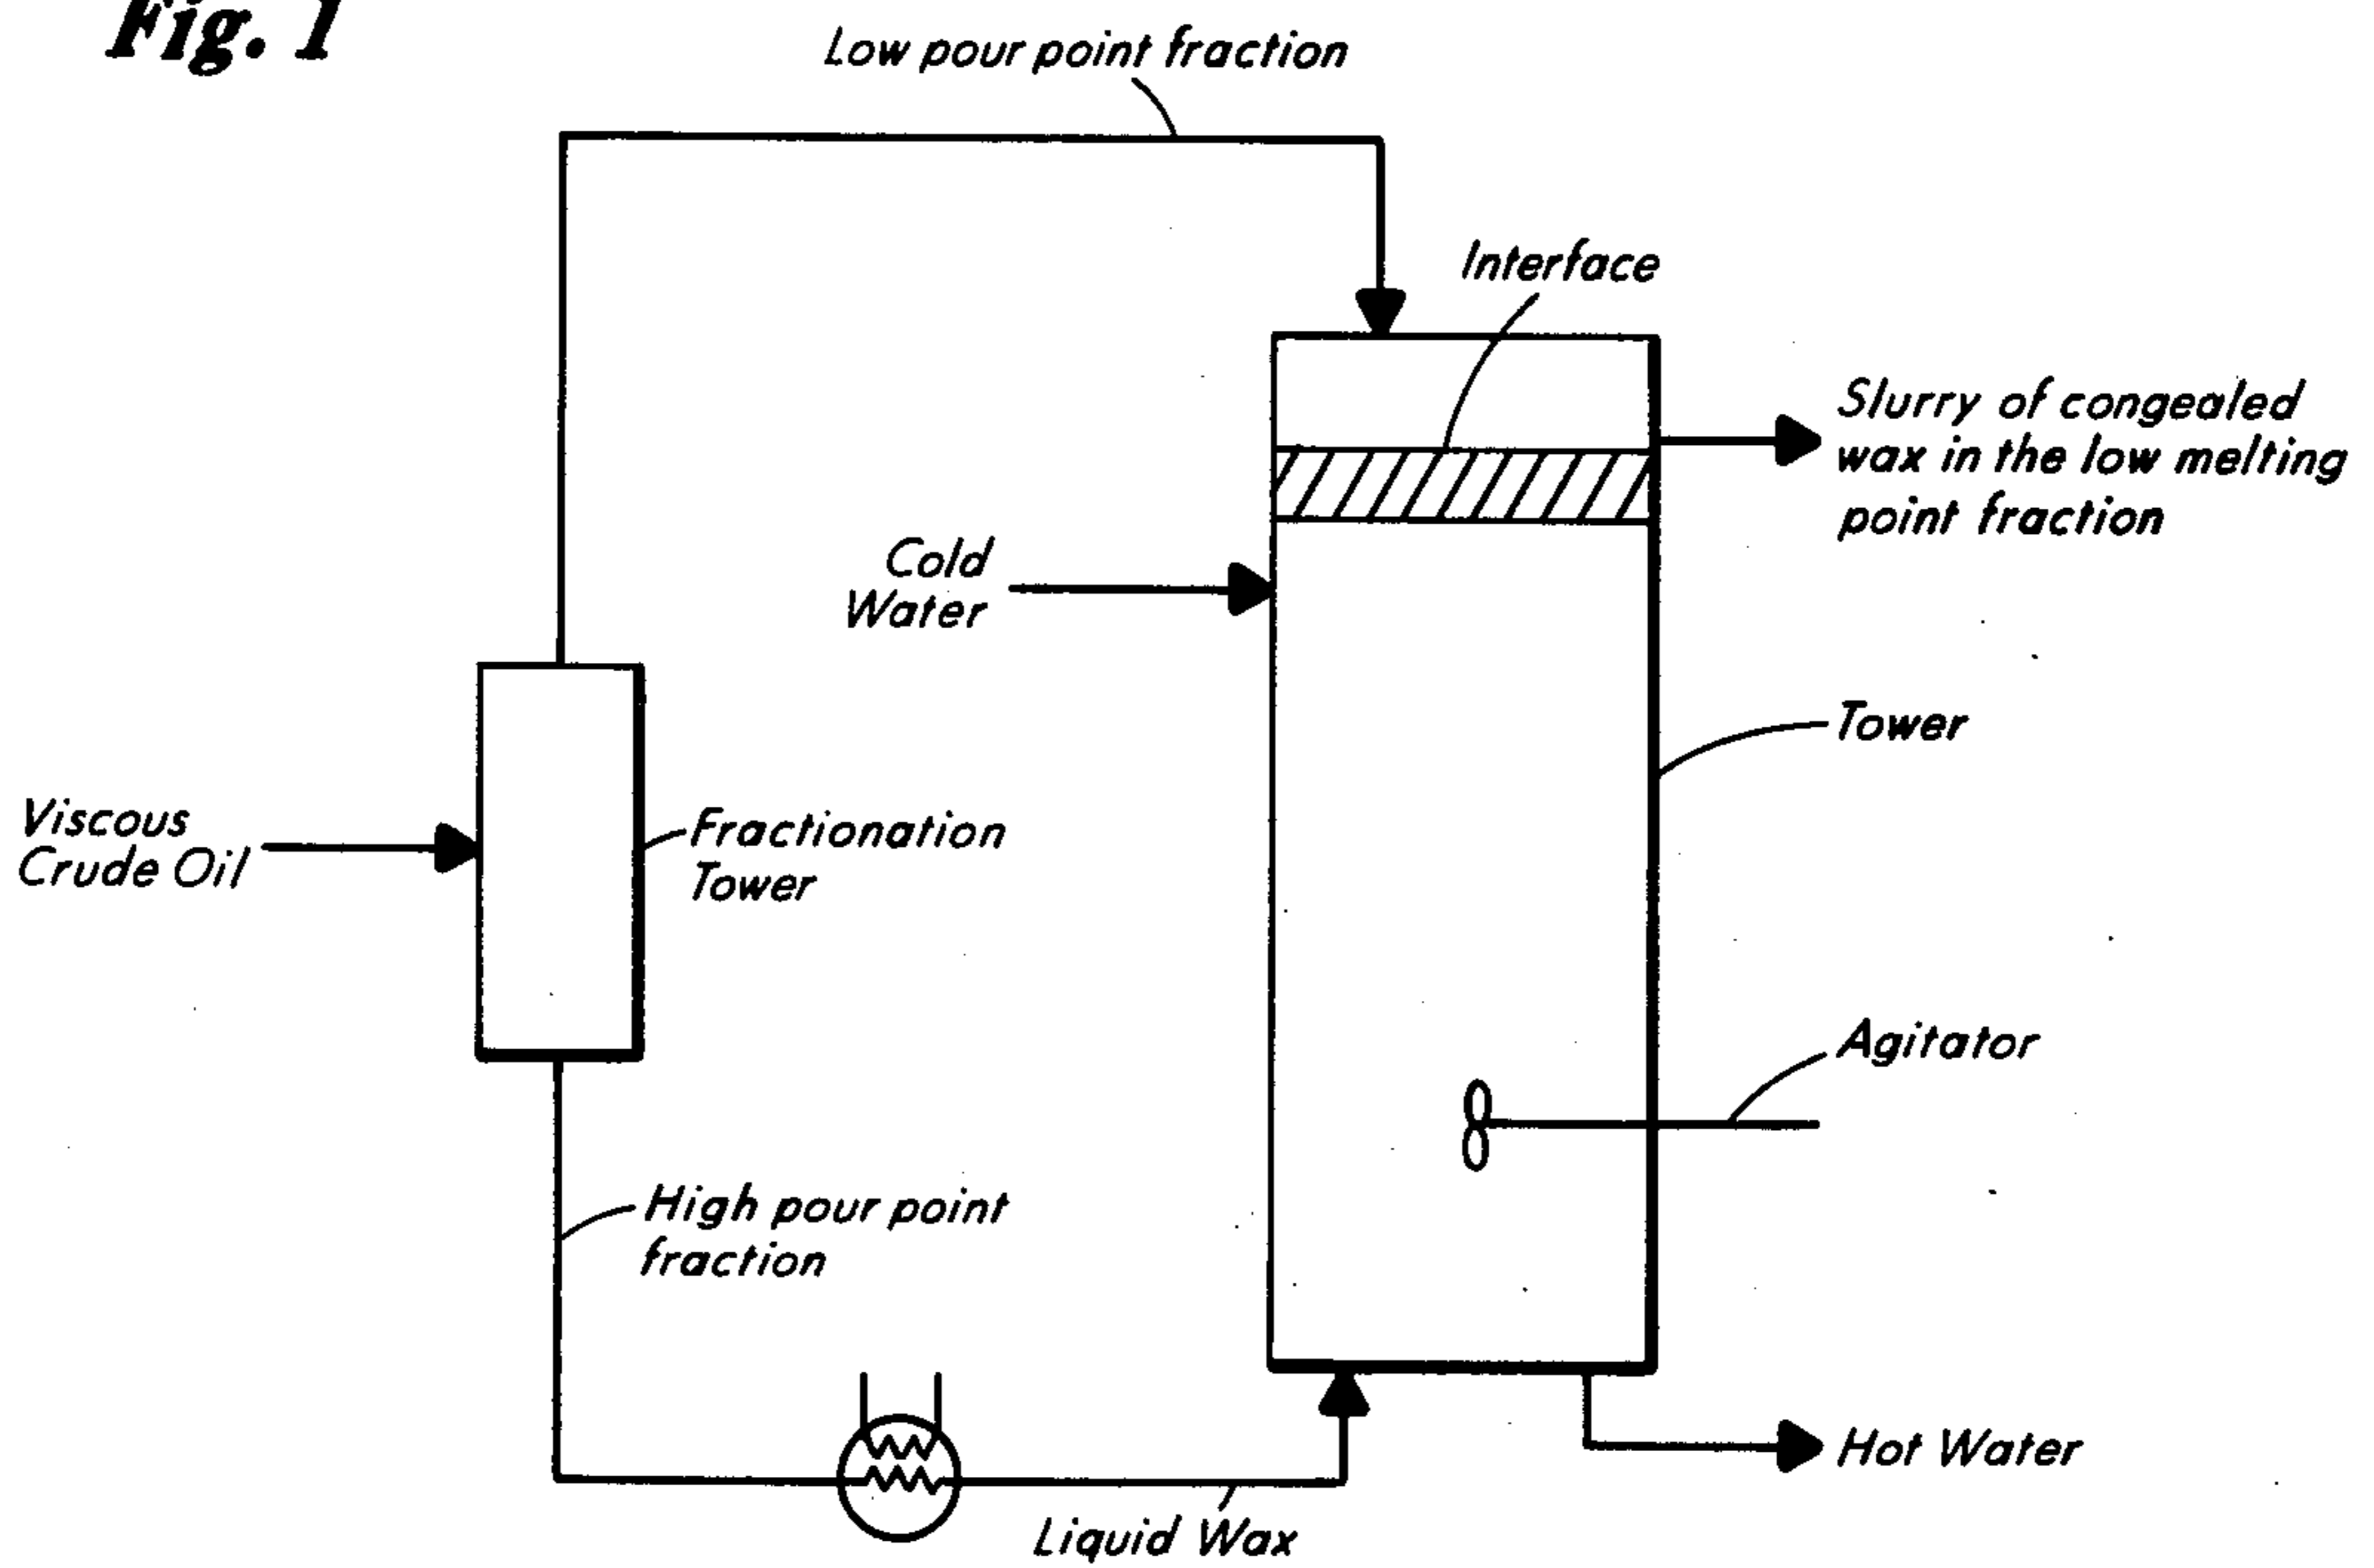 Fig. 1
Low pour point fraction
Interface
Slurry of congealed
wax in the low melting
point fraction
Cold
Water
Tower
Viscous
Crude Oil
Fractionation
Tower
Agitator
High pour point
fraction
Hot Water
Liquid Wax